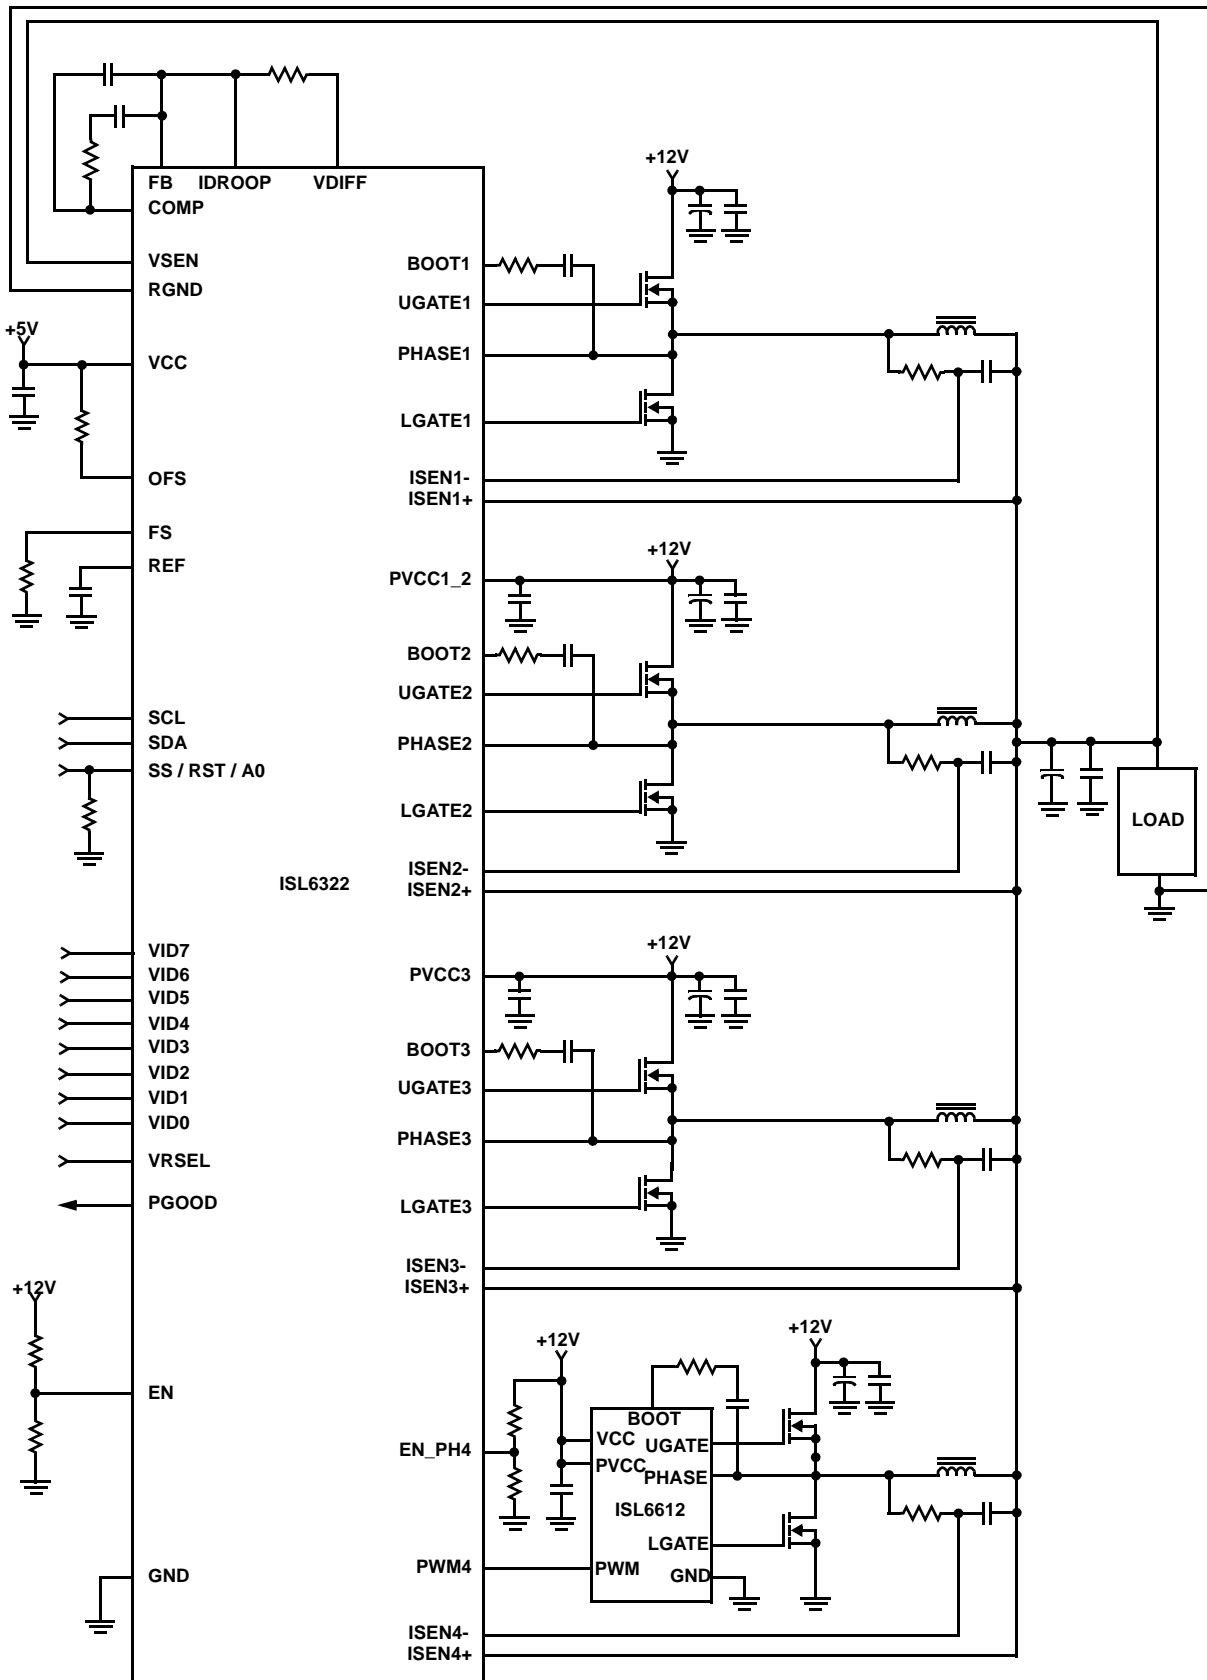 FB IDROOP VDIFF
COMP
VSEN
RGND
+5V
VCC
OFS
FS
REF
SCL
SDA
SS / RST / A0
ISL6322
VID7
VID6
VID5
VID4
VID3
VID2
VID1
VID0
VRSEL
PGOOD
+12V
EN
GND
+12V
BOOT1
UGATE1
PHASE1
LGATE1
ISEN1-
ISEN1+
+12V
PVCC1_2
BOOT2
UGATE2
PHASE2
LGATE2
ISEN2-
ISEN2+
LOAD
+12V
PVCC3
BOOT3
UGATE3
PHASE3
LGATE3
ISEN3-
ISEN3+
+12V
+12V
EN_PH4
BOOT
VCC
UGATE
PVCC
PHASE
ISL6612
LGATE
PWM4
PWM
GND
ISEN4-
ISEN4+